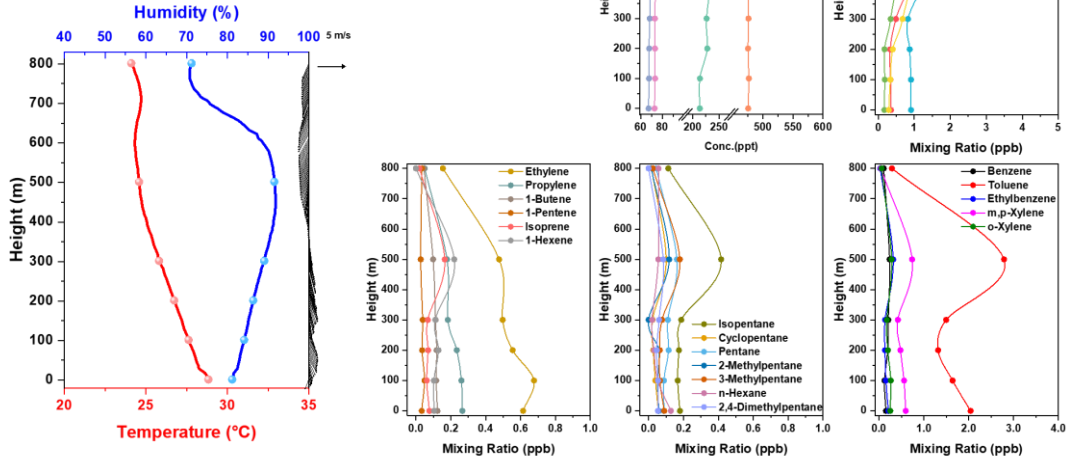 Humidity (%)
40 50 60 70 80 90 100
5 m/s
800
700
600
500
400
300
200
100
0
Height (m)
20 25 30 35
Temperature (°C)
300
200
100
0
60 80 200 500 550 600
Conc.(ppt)
300
200
100
0
0 1 2 3 4 5
Mixing Ratio (ppb)
800
700
600
500
400
300
200
100
0
Height (m)
Ethylene
Propylene
1-Butene
1-Pentene
Isoprene
1-Hexene
0.0 0.2 0.4 0.6 0.8 1.0
Mixing Ratio (ppb)
800
700
600
500
400
300
200
100
0
Height (m)
Isopentane
Cyclopentane
Pentane
2-Methylpentane
3-Methylpentane
n-Hexane
2,4-Dimethylpentane
0.0 0.2 0.4 0.6 0.8 1.0
Mixing Ratio (ppb)
800
700
600
500
400
300
200
100
0
Height (m)
Benzene
Toluene
Ethylbenzene
m,p-Xylene
o-Xylene
0.0 1.0 2.0 3.0 4.0
Mixing Ratio (ppb)